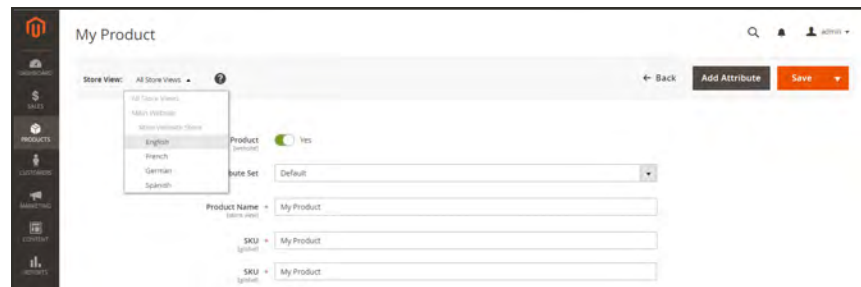 My Product
admin
DASHBOARD
Store View: All Store Views
← Back
Add Attribute
Save
SALES
All Store Views
Main Website
Main Website Store
English
French
German
Spanish
PRODUCTS
Product
[website]
Yes
CUSTOMERS
bute Set
Default
MARKETING
Product Name *
[store view]
My Product
CONTENT
SKU *
[global]
My Product
REPORTS
SKU *
[global]
My Product